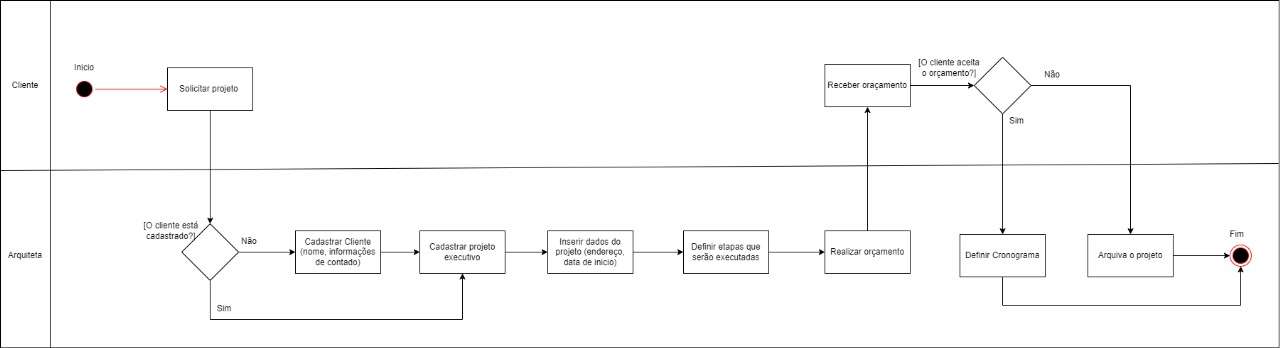 Cliente
Início
Solicitar projeto
Receber oraçamento
[O cliente aceita
o orçamento?]
Não
Sim
Arquiteta
[O cliente está
cadastrado?]
Não
Sim
Cadastrar Cliente
(nome, informações
de contado)
Cadastrar projeto
executivo
Inserir dados do
projeto (endereço,
data de inicio)
Definir etapas que
serão executadas
Realizar orçamento
Definir Cronograma
Arquiva o projeto
Fim